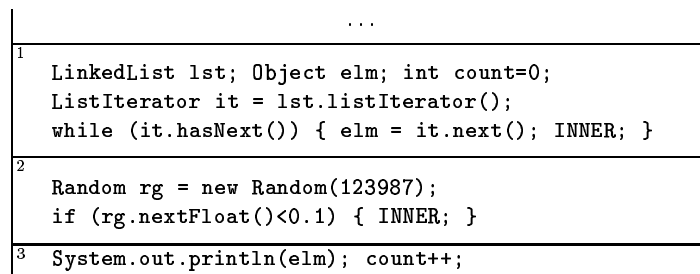 ...
1
LinkedList lst; Object elm; int count=0;
ListIterator it = lst.listIterator();
while (it.hasNext()) { elm = it.next(); INNER; }
2
Random rg = new Random(123987);
if (rg.nextFloat()<0.1) { INNER; }
3 System.out.println(elm); count++;